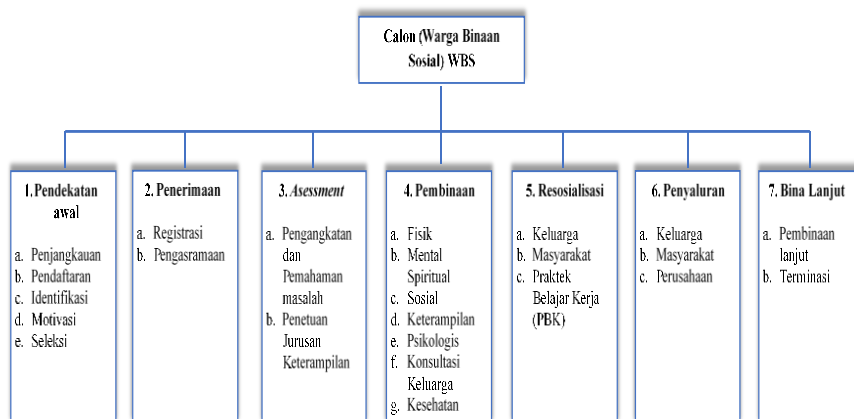 Calon (Warga Binaan
Sosial) WBS
1. Pendekatan
awal
a. Penjangkauan
b. Pendaftaran
c. Identifikasi
d. Motivasi
e. Seleksi
2. Penerimaan
a. Registrasi
b. Pengasramaan
3. Asessment
a. Pengangkatan
dan
Pemahaman
masalah
b. Penetuan
Jurusan
Keterampilan
4. Pembinaan
a. Fisik
b. Mental
Spiritual
c. Sosial
d. Keterampilan
e. Psikologis
f. Konsultasi
Keluarga
g. Kesehatan
5. Resosialisasi
a. Keluarga
b. Masyarakat
c. Praktek
Belajar Kerja
(PBK)
6. Penyaluran
a. Keluarga
b. Masyarakat
c. Perusahaan
7. Bina Lanjut
a. Pembinaan
lanjut
b. Terminasi